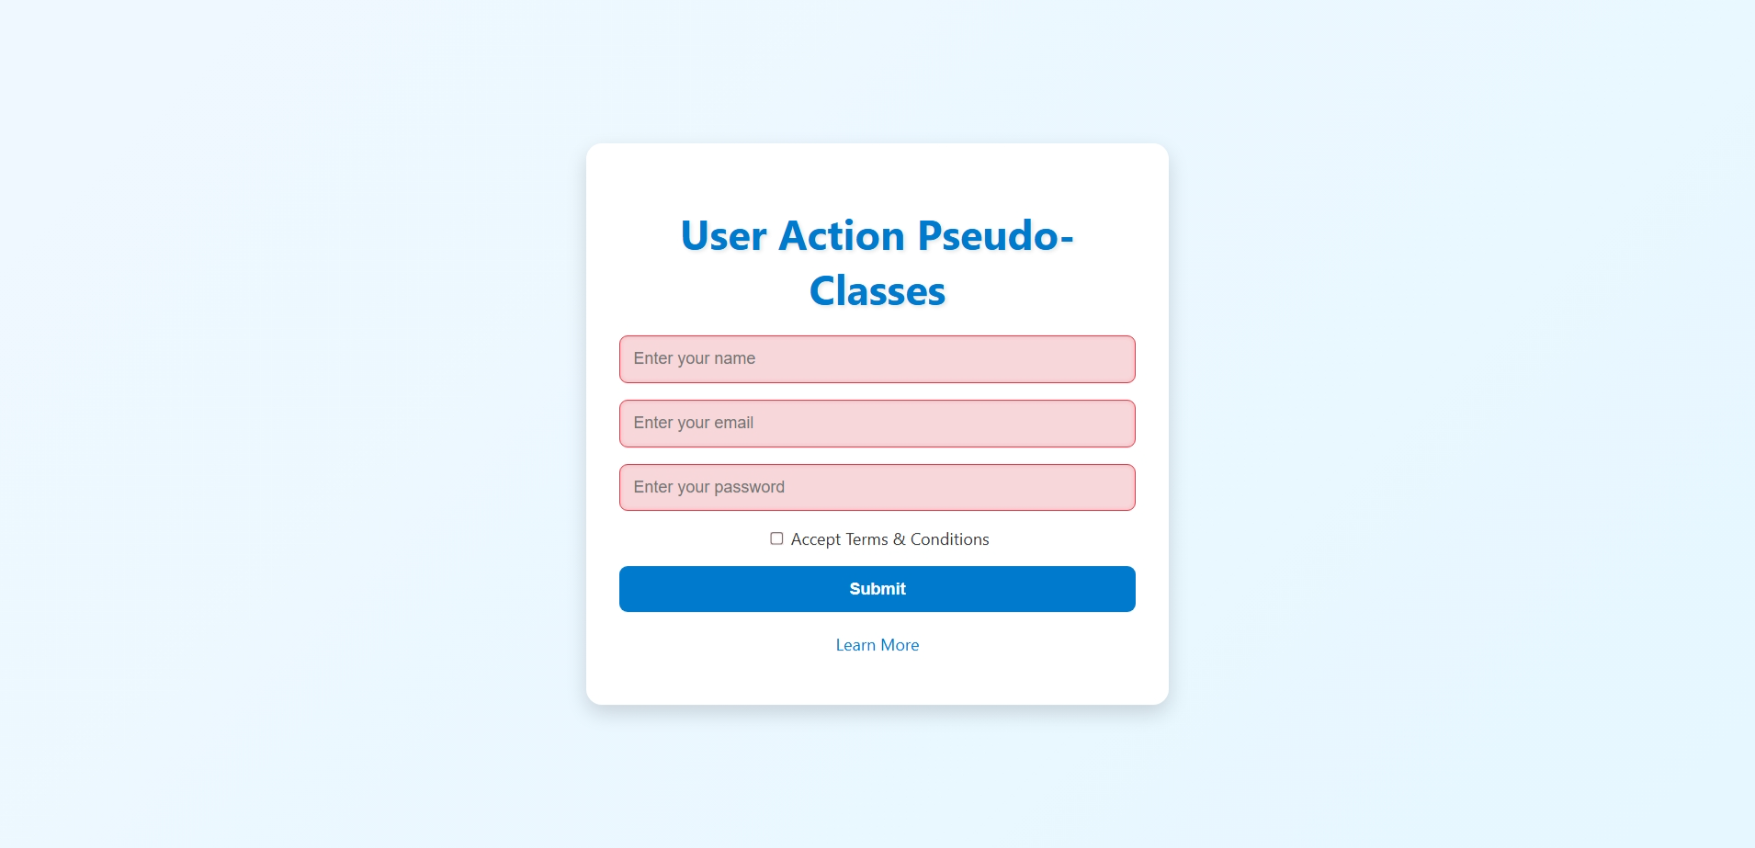 User Action Pseudo-
Classes
Enter your name
Enter your email
Enter your password
Accept Terms & Conditions
Submit
Learn More